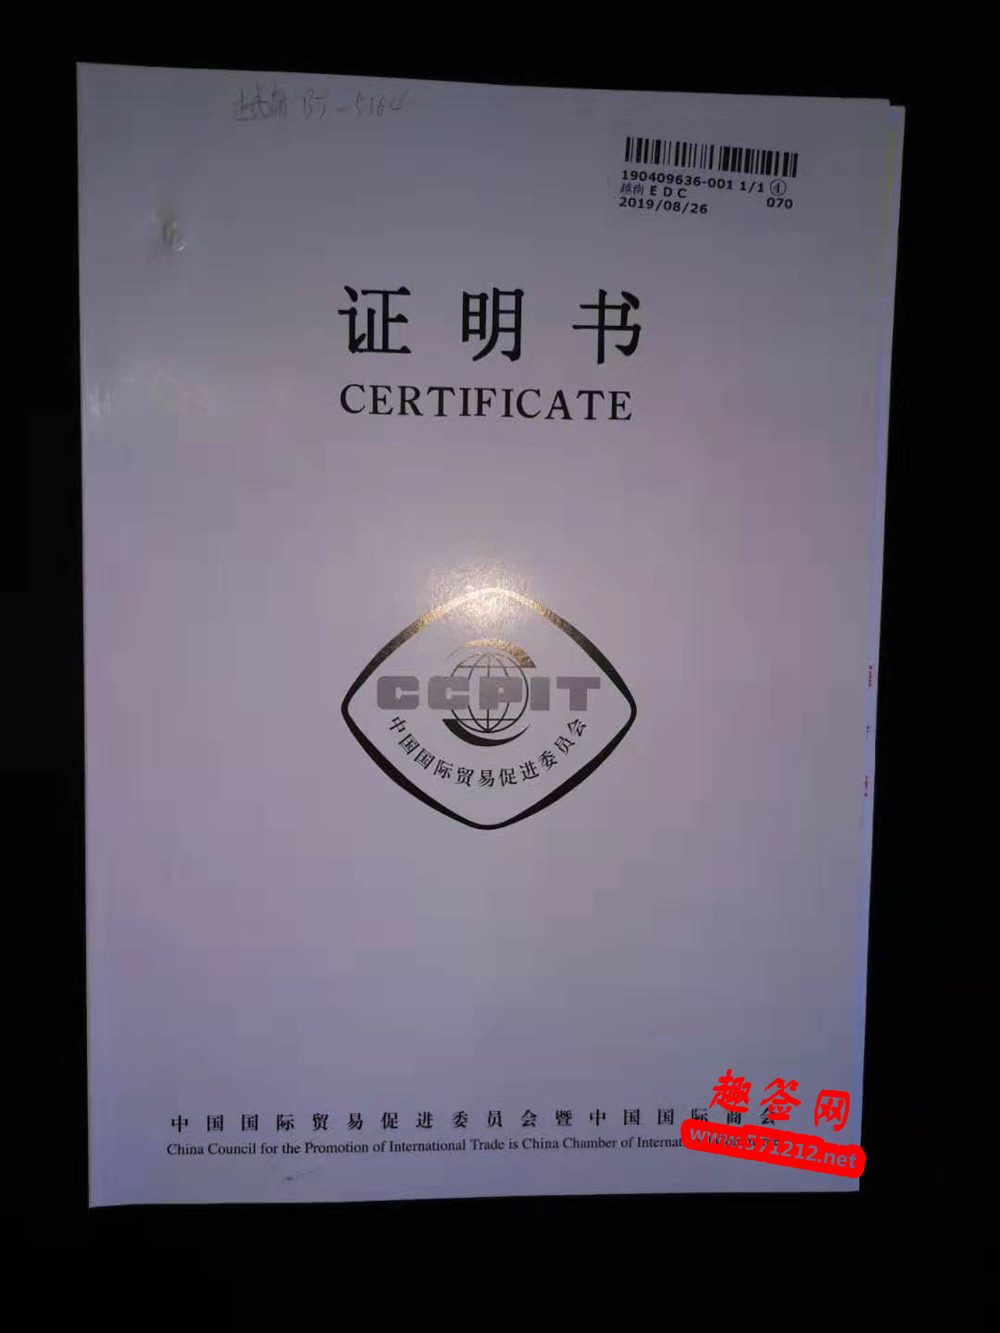 190409636-001 1/1 ④
越南 E D C 070
2019/08/26
证明书
CERTIFICATE
CCPIT
中国国际贸易促进委员会
中国国际贸易促进委员会暨中国国际商会
China Council for the Promotion of International Trade is China Chamber of Internat
趣签网
www.571212.net